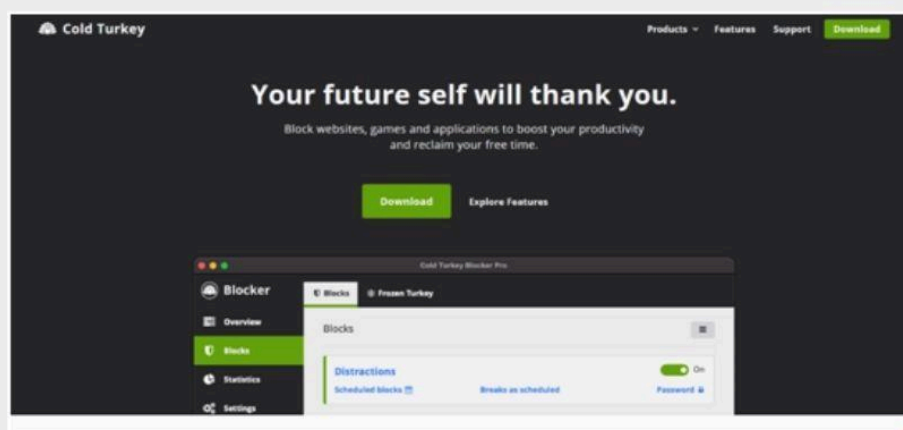 Cold Turkey
Products Features Support Download
Your future self will thank you.
Block websites, games and applications to boost your productivity
and reclaim your free time.
Download Explore Features
Cold Turkey Blocker Pro
Blocker Blocks Frozen Turkey
Overview
Blocks
Blocks
Distractions On
Statistics
Scheduled blocks Breaks as scheduled Password
Settings